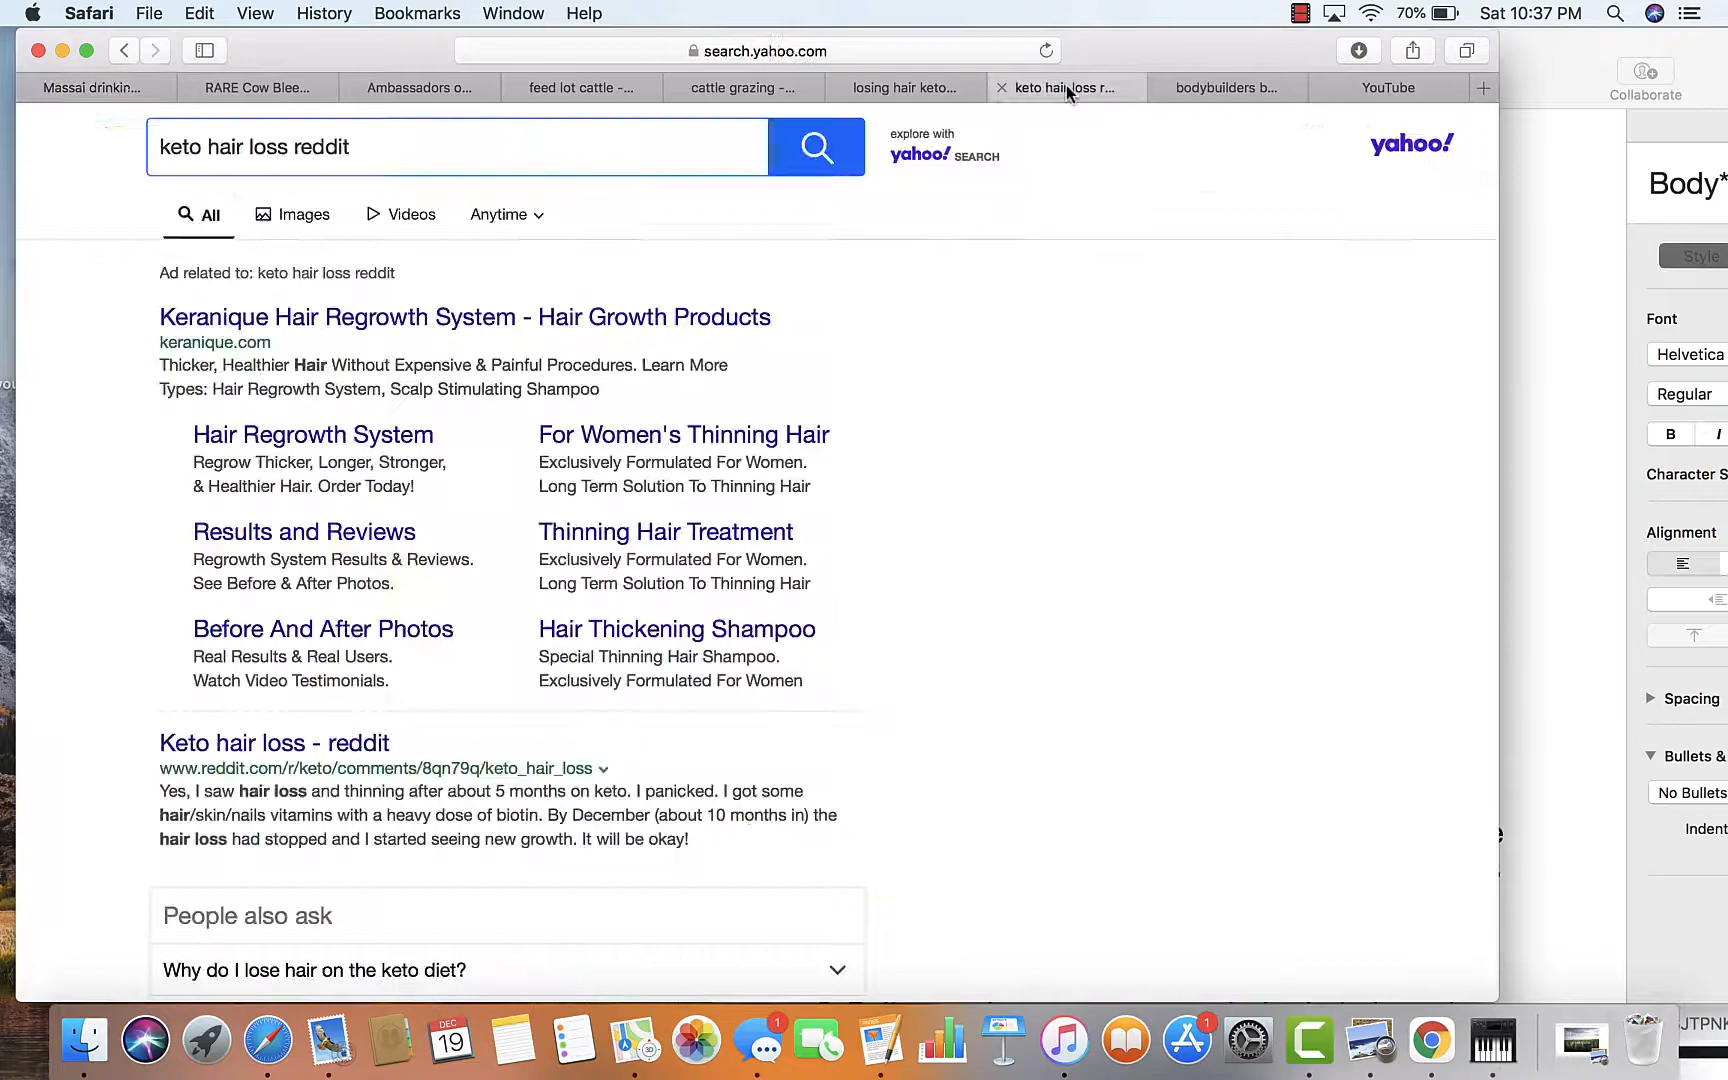 Safari File Edit View History Bookmarks Window Help
70% Sat 10:37 PM
search.yahoo.com
Collaborate
Massai drinkin... RARE Cow Blee... Ambassadors o... feed lot cattle -... cattle grazing -... losing hair keto... keto hair loss r... bodybuilders b... YouTube
keto hair loss reddit
explore with
yahoo! SEARCH
yahoo!
Body*
All Images Videos Anytime
Style
Ad related to: keto hair loss reddit
Keranique Hair Regrowth System - Hair Growth Products
keranique.com
Thicker, Healthier Hair Without Expensive & Painful Procedures. Learn More
Types: Hair Regrowth System, Scalp Stimulating Shampoo
Hair Regrowth System
Regrow Thicker, Longer, Stronger,
& Healthier Hair. Order Today!
For Women's Thinning Hair
Exclusively Formulated For Women.
Long Term Solution To Thinning Hair
Results and Reviews
Regrowth System Results & Reviews.
See Before & After Photos.
Thinning Hair Treatment
Exclusively Formulated For Women.
Long Term Solution To Thinning Hair
Before And After Photos
Real Results & Real Users.
Watch Video Testimonials.
Hair Thickening Shampoo
Special Thinning Hair Shampoo.
Exclusively Formulated For Women
Keto hair loss - reddit
www.reddit.com/r/keto/comments/8qn79q/keto_hair_loss
Yes, I saw hair loss and thinning after about 5 months on keto. I panicked. I got some
hair/skin/nails vitamins with a heavy dose of biotin. By December (about 10 months in) the
hair loss had stopped and I started seeing new growth. It will be okay!
People also ask
Why do I lose hair on the keto diet?
Font
Helvetica
Regular
B I
Character S
Alignment
Spacing
Bullets &
No Bullets
Indent
DEC
19
3D
1
1
JTPNK